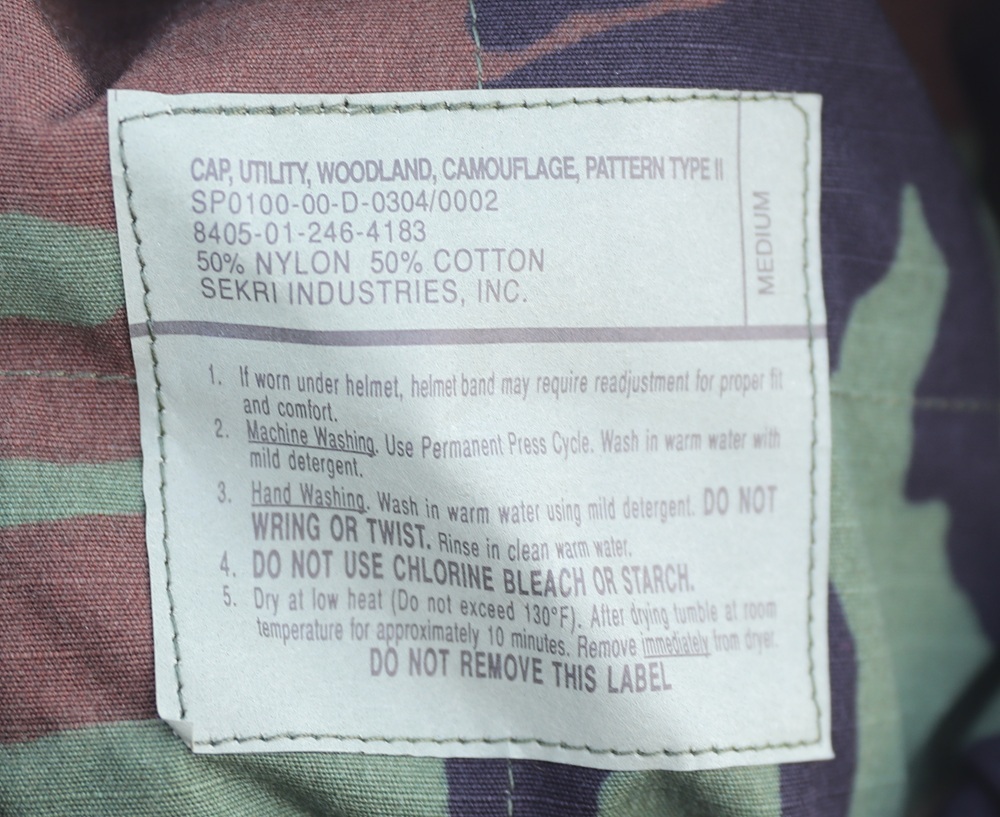 CAP, UTILITY, WOODLAND, CAMOUFLAGE, PATTERN TYPE II
SP0100-00-D-0304/0002
8405-01-246-4183
50% NYLON 50% COTTON
SEKRI INDUSTRIES, INC.
MEDIUM
1. If worn under helmet, helmet band may require readjustment for proper fit
and comfort.
2. Machine Washing. Use Permanent Press Cycle. Wash in warm water with
mild detergent.
3. Hand Washing. Wash in warm water using mild detergent. DO NOT
WRING OR TWIST. Rinse in clean warm water.
4. DO NOT USE CHLORINE BLEACH OR STARCH.
5. Dry at low heat (Do not exceed 130°F). After drying tumble at room
temperature for approximately 10 minutes. Remove immediately from dryer.
DO NOT REMOVE THIS LABEL